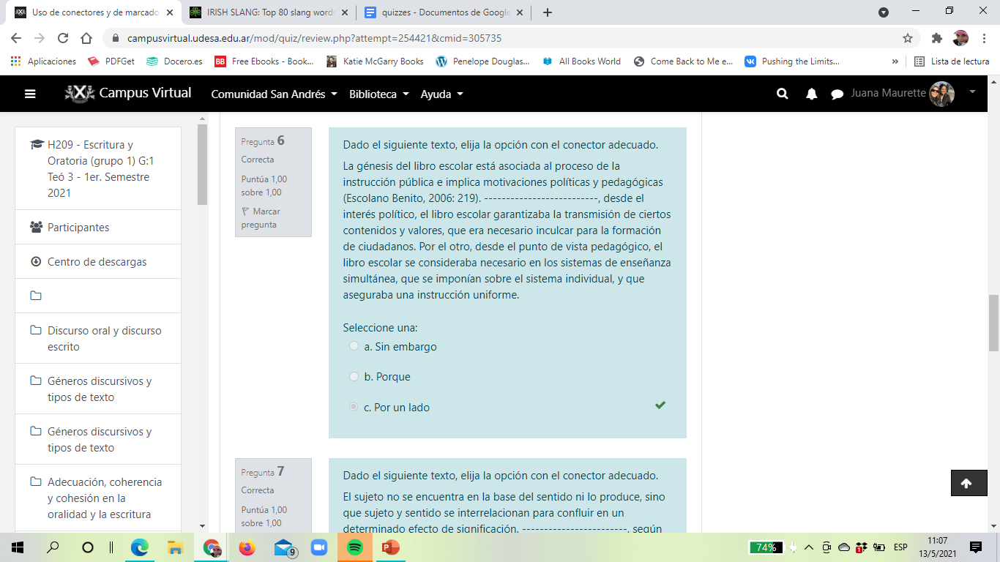 Uso de conectores y de marcado
IRISH SLANG: Top 80 slang words
quizzes - Documentos de Google
campusvirtual.udesa.edu.ar/mod/quiz/review.php?attempt=254421&cmid=305735
Aplicaciones
PDFGet
Docero.es
BB
Free Ebooks - Book...
Katie McGarry Books
Penelope Douglas...
All Books World
Come Back to Me e...
Pushing the Limits...
»
Lista de lectura
Campus Virtual
Comunidad San Andrés
Biblioteca
Ayuda
Juana Maurette
H209 - Escritura y
Oratoria (grupo 1) G:1
Teó 3 - 1er. Semestre
2021
Participantes
Centro de descargas
Discurso oral y discurso
escrito
Géneros discursivos y
tipos de texto
Géneros discursivos y
tipos de texto
Adecuación, coherencia
y cohesión en la
oralidad y la escritura
Pregunta 6
Correcta
Puntúa 1,00
sobre 1,00
Marcar
pregunta
Dado el siguiente texto, elija la opción con el conector adecuado.
La génesis del libro escolar está asociada al proceso de la
instrucción pública e implica motivaciones políticas y pedagógicas
(Escolano Benito, 2006: 219). --------------------------, desde el
interés político, el libro escolar garantizaba la transmisión de ciertos
contenidos y valores, que era necesario inculcar para la formación
de ciudadanos. Por el otro, desde el punto de vista pedagógico, el
libro escolar se consideraba necesario en los sistemas de enseñanza
simultánea, que se imponían sobre el sistema individual, y que
aseguraba una instrucción uniforme.
Seleccione una:
a. Sin embargo
b. Porque
c. Por un lado
Pregunta 7
Correcta
Puntúa 1,00
sobre 1,00
Dado el siguiente texto, elija la opción con el conector adecuado.
El sujeto no se encuentra en la base del sentido ni lo produce, sino
que sujeto y sentido se interrelacionan para confluir en un
determinado efecto de significación. ------------------------, según
9
74%
ESP
11:07
13/5/2021